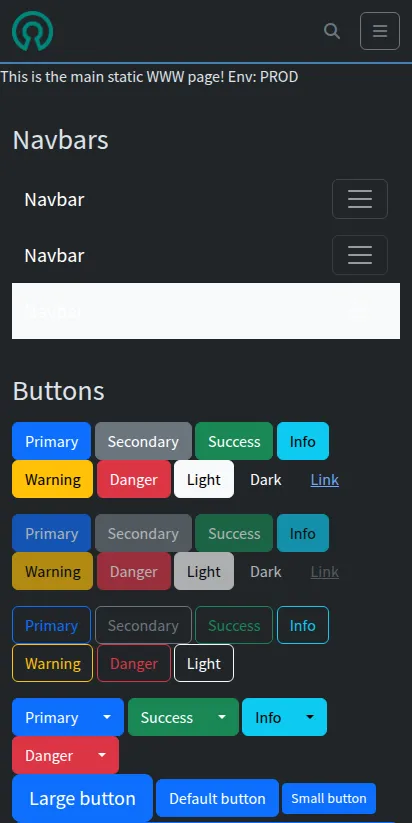 This is the main static WWW page! Env: PROD
Navbars
Navbar
Navbar
Buttons
Primary Secondary Success Info
Warning Danger Light Dark Link
Primary Secondary Success Info
Warning Danger Light Dark Link
Primary Secondary Success Info
Warning Danger Light
Primary Success Info
Danger
Large button Default button Small button